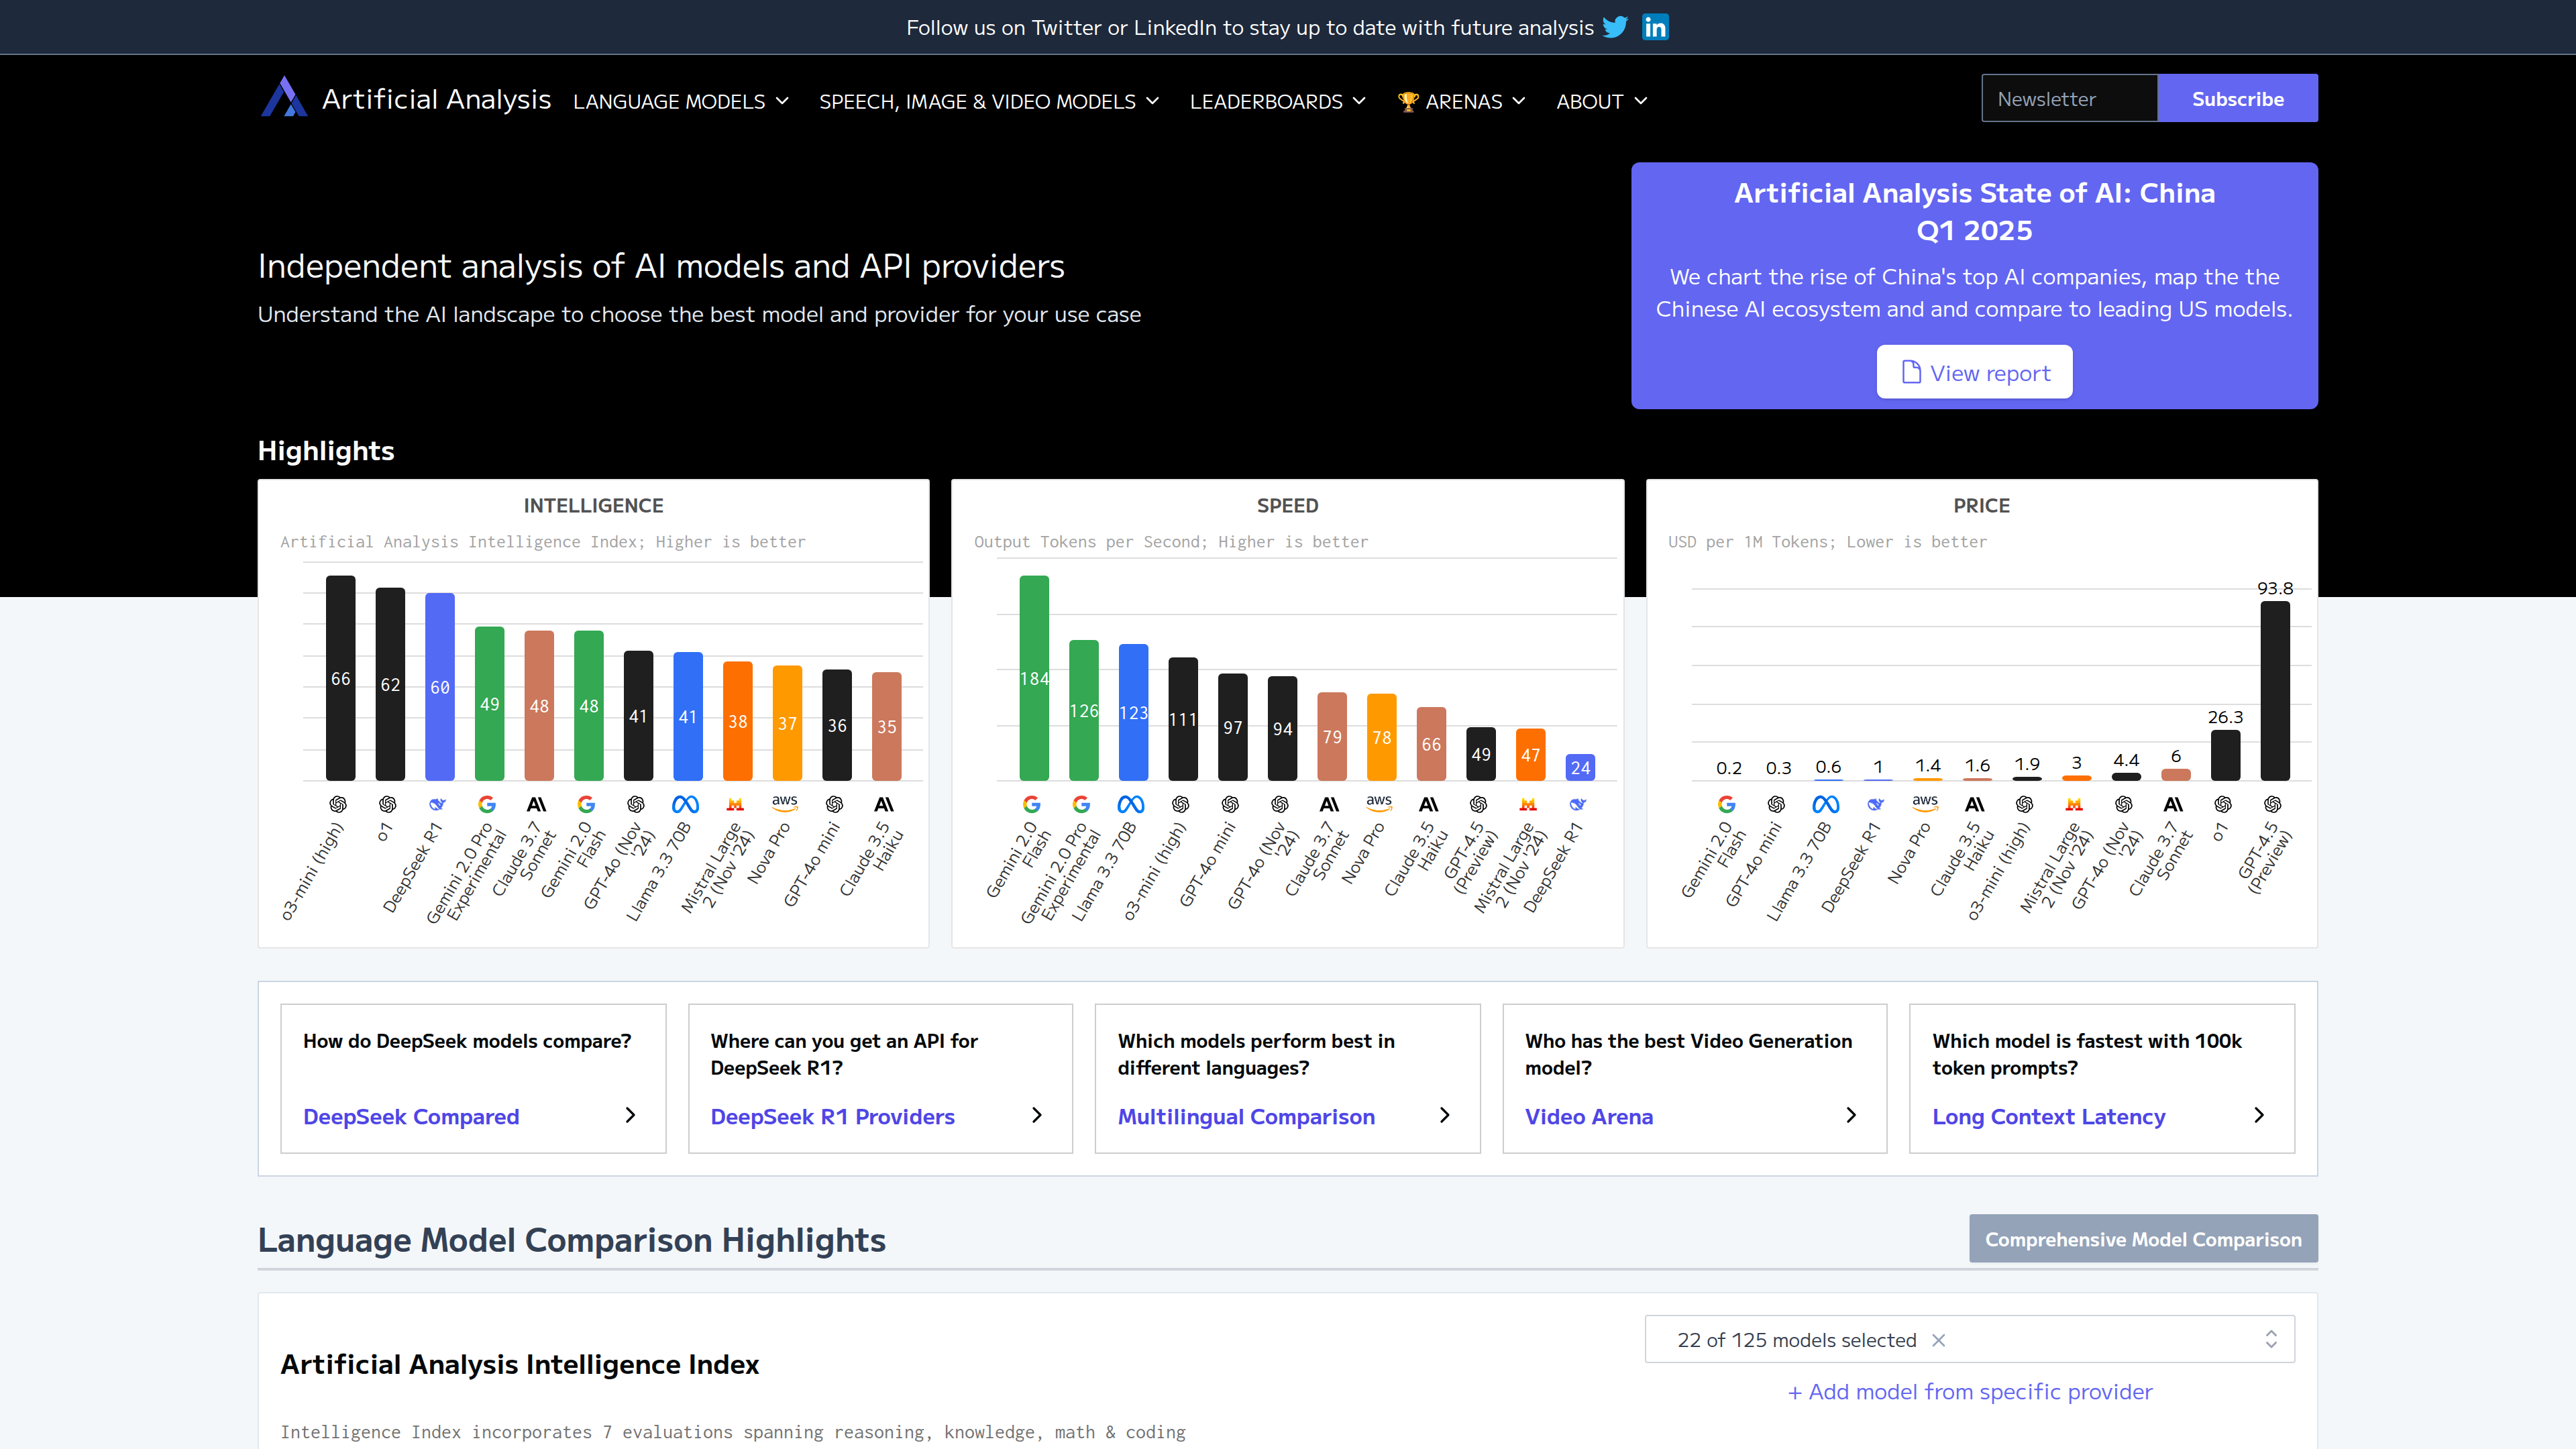 Follow us on Twitter or LinkedIn to stay up to date with future analysis
Artificial Analysis
LANGUAGE MODELS
SPEECH, IMAGE & VIDEO MODELS
LEADERBOARDS
🏆 ARENAS
ABOUT
Newsletter
Subscribe
Independent analysis of AI models and API providers
Understand the AI landscape to choose the best model and provider for your use case
Artificial Analysis State of AI: China
Q1 2025
We chart the rise of China's top AI companies, map the the
Chinese AI ecosystem and and compare to leading US models.
View report
Highlights
INTELLIGENCE
Artificial Analysis Intelligence Index; Higher is better
66
62
60
49
48
48
41
41
38
37
36
35
aws
o3-mini (high)
o1
DeepSeek R1
Gemini 2.0 Pro
Experimental
Claude 3.7
Sonnet
Gemini 2.0
Flash
GPT-4o (Nov
'24)
Llama 3.3 70B
Mistral Large
2 (Nov '24)
Nova Pro
GPT-4o mini
Claude 3.5
Haiku
SPEED
Output Tokens per Second; Higher is better
184
126
123
111
97
94
79
78
66
49
47
24
aws
Gemini 2.0
Flash
Gemini 2.0 Pro
Experimental
Llama 3.3 70B
o3-mini (high)
GPT-4o mini
GPT-4o (Nov
'24)
Claude 3.7
Sonnet
Nova Pro
Claude 3.5
Haiku
GPT-4.5
(Preview)
Mistral Large
2 (Nov '24)
DeepSeek R1
PRICE
USD per 1M Tokens; Lower is better
0.2
0.3
0.6
1
1.4
1.6
1.9
3
4.4
6
26.3
93.8
aws
Gemini 2.0
Flash
GPT-4o mini
Llama 3.3 70B
DeepSeek R1
Nova Pro
Claude 3.5
Haiku
o3-mini (high)
Mistral Large
2 (Nov '24)
GPT-4o (Nov
'24)
Claude 3.7
Sonnet
o1
GPT-4.5
(Preview)
How do DeepSeek models compare?
DeepSeek Compared
Where can you get an API for
DeepSeek R1?
DeepSeek R1 Providers
Which models perform best in
different languages?
Multilingual Comparison
Who has the best Video Generation
model?
Video Arena
Which model is fastest with 100k
token prompts?
Long Context Latency
Language Model Comparison Highlights
Comprehensive Model Comparison
Artificial Analysis Intelligence Index
22 of 125 models selected
+ Add model from specific provider
Intelligence Index incorporates 7 evaluations spanning reasoning, knowledge, math & coding